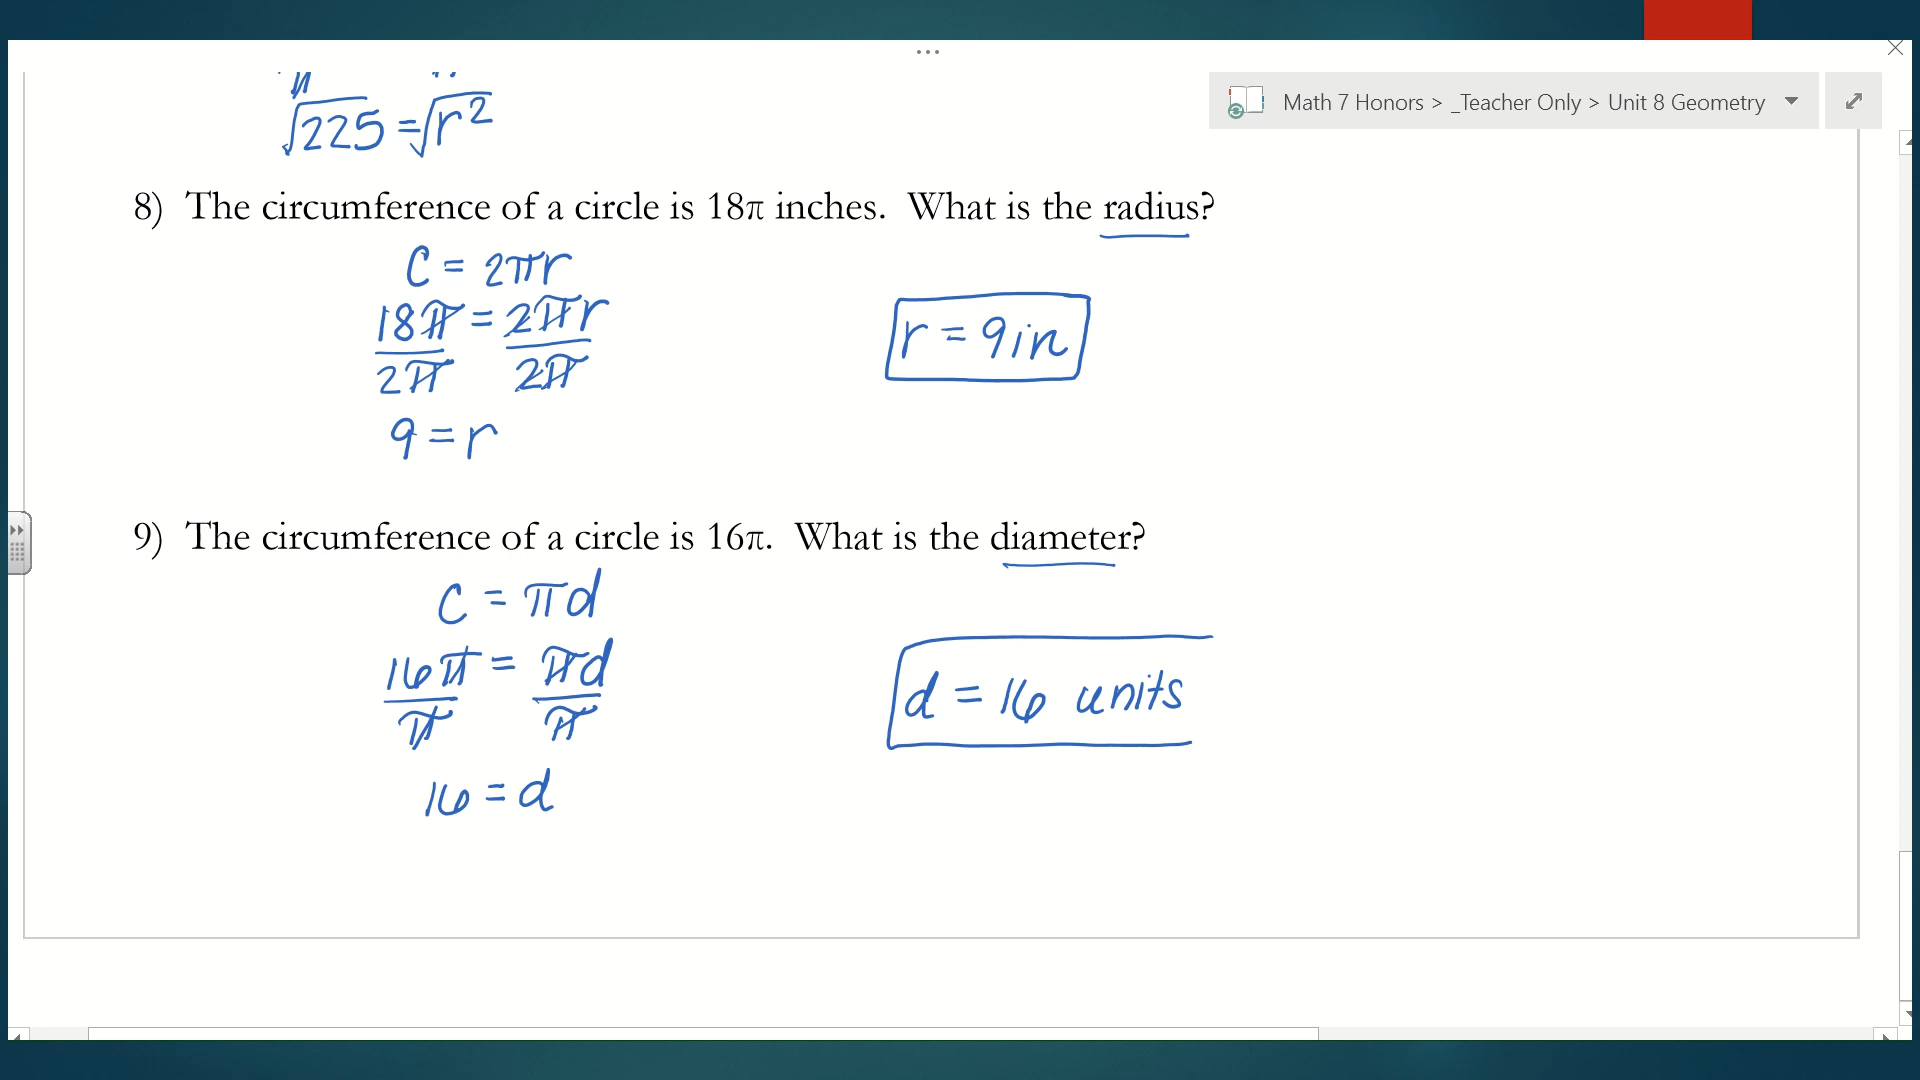 Math 7 Honors > _Teacher Only > Unit 8 Geometry
√225 = √r²
8) The circumference of a circle is 18π inches. What is the radius?
C = 2πr
18π = 2πr
2π 2π
9 = r
r = 9in
9) The circumference of a circle is 16π. What is the diameter?
C = πd
16π = πd
π π
16 = d
d = 16 units